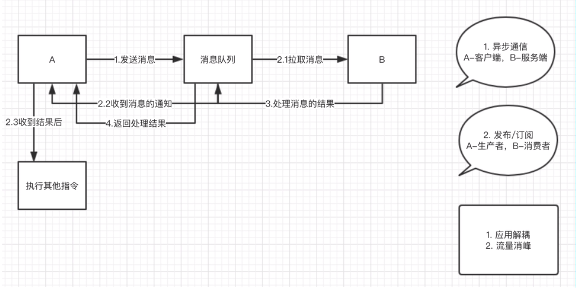 A
1.发送消息
消息队列
2.1拉取消息
B
2.2收到消息的通知
3.处理消息的结果
2.3收到结果后
4.返回处理结果
执行其他指令
1. 异步通信
A-客户端，B-服务端
2. 发布/订阅
A-生产者，B-消费者
1. 应用解耦
2. 流量消峰